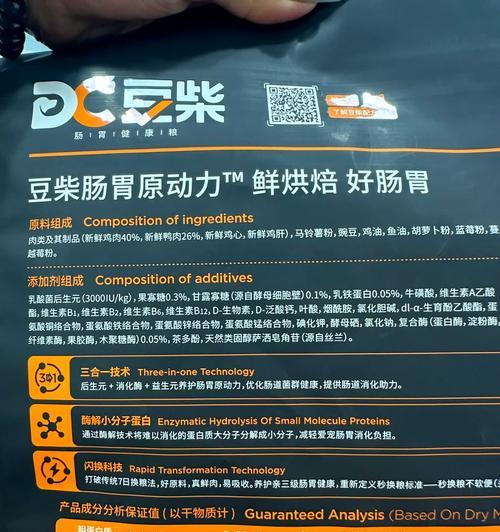 DC豆柴
肠|胃|健|康|粮
了解豆柴配方
豆柴肠胃原动力™ 鲜烘焙 好肠胃
原料组成 Composition of ingredients
肉类及其制品(新鲜鸡肉40%,新鲜鸭肉26%,新鲜鸡心,新鲜鸡肝),马铃薯粉,豌豆,鸡油,鱼油,胡萝卜粉,蓝莓粉,蔓
越莓粉。
添加剂组成 Composition of additives
乳酸菌后生元(3000IU/kg),果寡糖0.3%,甘露寡糖(源自酵母细胞壁)0.1%,乳铁蛋白0.05%,牛磺酸,维生素A乙酸
酯,维生素B1,维生素B2,维生素B6,维生素B12,D-生物素,D-泛酸钙,叶酸,烟酰胺,氯化胆碱,dl-α-生育酚乙酸酯,蛋
氨酸铜络合物,蛋氨酸铁络合物,蛋氨酸锌络合物,蛋氨酸锰络合物,碘化钾,酵母硒,氯化钠,复合酶(蛋白酶,淀粉酶,
纤维素酶,果胶酶,木聚糖酶)0.05%,茶多酚,天然类固醇萨洒皂角苷(源自丝兰)。
3合1
三合一技术 Three-in-one Technology
后生元+消化酶+益生元养护肠胃原动力,优化肠道菌群健康,提供肠道消化助力。
酶解小分子蛋白 Enzymatic Hydrolysis Of Small Molecule Proteins
通过酶解技术将难以消化的蛋白质大分子分解成小分子,减轻爱宠肠胃消化负担。
闪换科技 Rapid Transformation Technology
打破传统7日换粮法,好原料,真鲜肉,易吸收。养护亲三级肠胃健康,重新定义秒换粮标准——秒换粮不软便(
产品成分分析保证值(以干物质计) Guaranteed Analysis (Based On Dry M
粗蛋白质